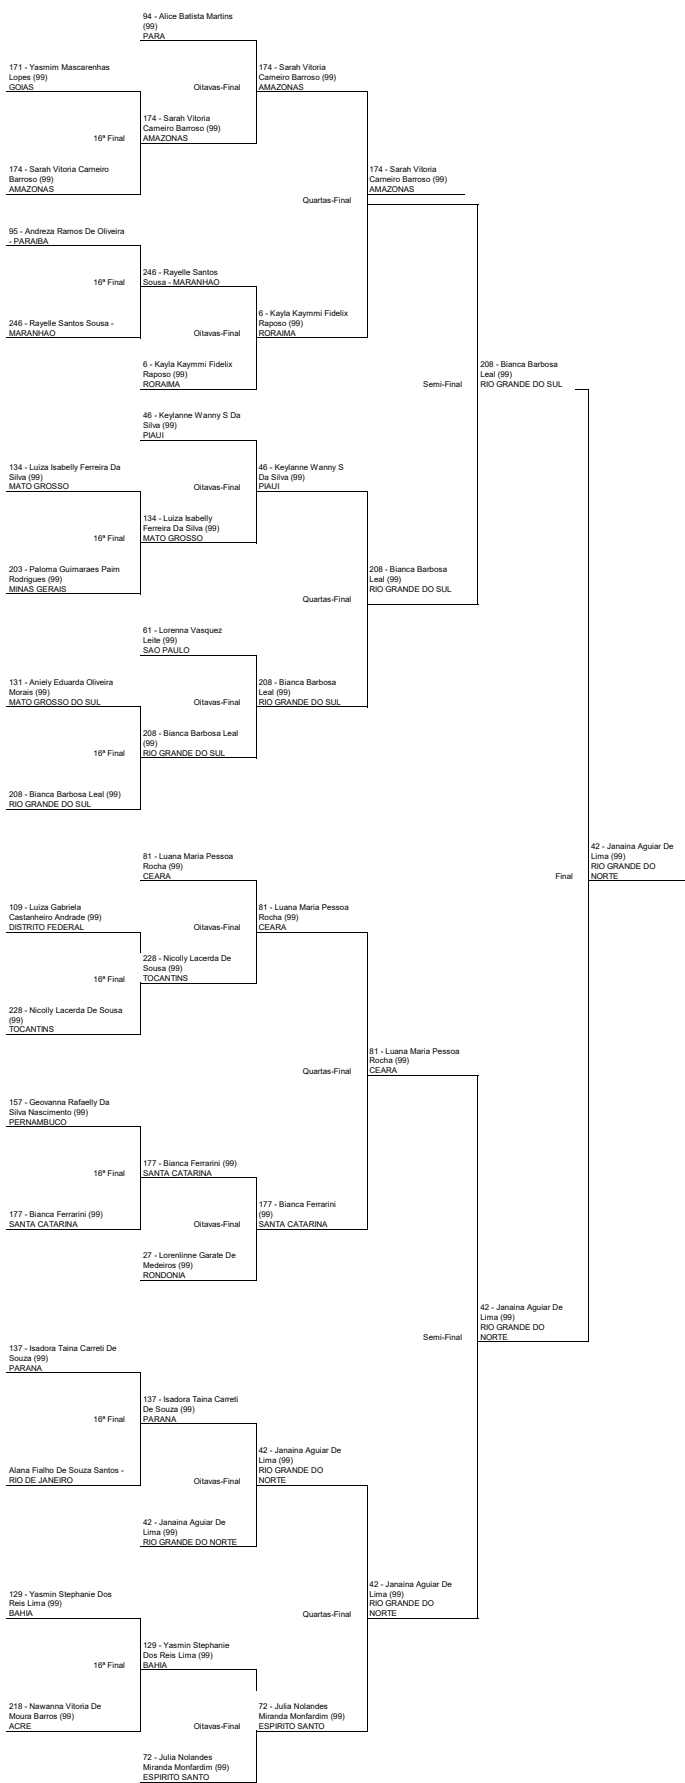 94 - Alice Batista Martins
(99)
PARA
171 - Yasmim Mascarenhas
Lopes (99)
GOIAS
Oitavas-Final
174 - Sarah Vitoria
Carneiro Barroso (99)
AMAZONAS
16ª Final
174 - Sarah Vitoria
Carneiro Barroso (99)
AMAZONAS
174 - Sarah Vitoria Carneiro
Barroso (99)
AMAZONAS
Quartas-Final
174 - Sarah Vitoria
Carneiro Barroso (99)
AMAZONAS
95 - Andreza Ramos De Oliveira
- PARAIBA
16ª Final
246 - Rayelle Santos
Sousa - MARANHAO
246 - Rayelle Santos Sousa -
MARANHAO
Oitavas-Final
6 - Kayla Kaymmi Fidelix
Raposo (99)
RORAIMA
6 - Kayla Kaymmi Fidelix
Raposo (99)
RORAIMA
Semi-Final
208 - Bianca Barbosa
Leal (99)
RIO GRANDE DO SUL
46 - Keylanne Wanny S Da
Silva (99)
PIAUI
134 - Luiza Isabelly Ferreira Da
Silva (99)
MATO GROSSO
Oitavas-Final
46 - Keylanne Wanny S
Da Silva (99)
PIAUI
16ª Final
134 - Luiza Isabelly
Ferreira Da Silva (99)
MATO GROSSO
203 - Paloma Guimaraes Paim
Rodrigues (99)
MINAS GERAIS
Quartas-Final
208 - Bianca Barbosa
Leal (99)
RIO GRANDE DO SUL
61 - Lorenna Vasquez
Leite (99)
SAO PAULO
131 - Aniely Eduarda Oliveira
Morais (99)
MATO GROSSO DO SUL
Oitavas-Final
208 - Bianca Barbosa
Leal (99)
RIO GRANDE DO SUL
16ª Final
208 - Bianca Barbosa Leal
(99)
RIO GRANDE DO SUL
208 - Bianca Barbosa Leal (99)
RIO GRANDE DO SUL
81 - Luana Maria Pessoa
Rocha (99)
CEARA
Final
42 - Janaina Aguiar De
Lima (99)
RIO GRANDE DO
NORTE
109 - Luiza Gabriela
Castanheiro Andrade (99)
DISTRITO FEDERAL
Oitavas-Final
81 - Luana Maria Pessoa
Rocha (99)
CEARA
16ª Final
228 - Nicolly Lacerda De
Sousa (99)
TOCANTINS
228 - Nicolly Lacerda De Sousa
(99)
TOCANTINS
Quartas-Final
81 - Luana Maria Pessoa
Rocha (99)
CEARA
157 - Geovanna Rafaelly Da
Silva Nascimento (99)
PERNAMBUCO
16ª Final
177 - Bianca Ferrarini (99)
SANTA CATARINA
177 - Bianca Ferrarini (99)
SANTA CATARINA
Oitavas-Final
177 - Bianca Ferrarini
(99)
SANTA CATARINA
27 - Lorenlinne Garate De
Medeiros (99)
RONDONIA
Semi-Final
42 - Janaina Aguiar De
Lima (99)
RIO GRANDE DO
NORTE
137 - Isadora Taina Carreti De
Souza (99)
PARANA
16ª Final
137 - Isadora Taina Carreti
De Souza (99)
PARANA
Alana Fialho De Souza Santos -
RIO DE JANEIRO
Oitavas-Final
42 - Janaina Aguiar De
Lima (99)
RIO GRANDE DO
NORTE
42 - Janaina Aguiar De
Lima (99)
RIO GRANDE DO NORTE
129 - Yasmin Stephanie Dos
Reis Lima (99)
BAHIA
Quartas-Final
42 - Janaina Aguiar De
Lima (99)
RIO GRANDE DO
NORTE
16ª Final
129 - Yasmin Stephanie
Dos Reis Lima (99)
BAHIA
218 - Nawanna Vitoria De
Moura Barros (99)
ACRE
Oitavas-Final
72 - Julia Nolandes
Miranda Monfardim (99)
ESPIRITO SANTO
72 - Julia Nolandes
Miranda Monfardim (99)
ESPIRITO SANTO